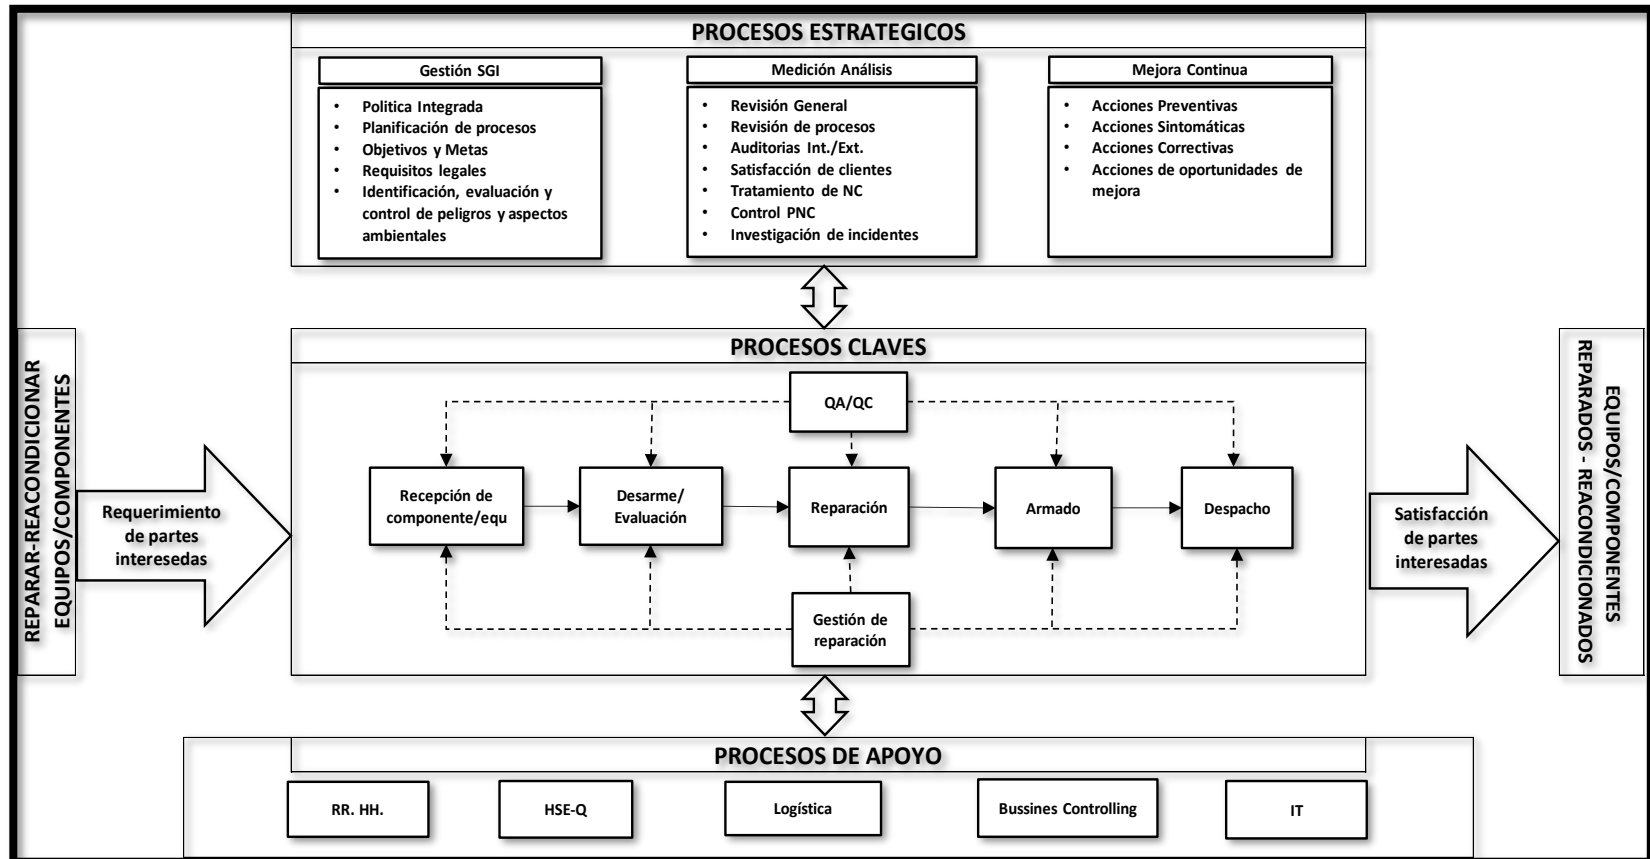 PROCESOS ESTRATEGICOS
Gestión SGI
• Politica Integrada
• Planificación de procesos
• Objetivos y Metas
• Requisitos legales
• Identificación, evaluación y
control de peligros y aspectos
ambientales
Medición Análisis
• Revisión General
• Revisión de procesos
• Auditorias Int./Ext.
• Satisfacción de clientes
• Tratamiento de NC
• Control PNC
• Investigación de incidentes
Mejora Continua
• Acciones Preventivas
• Acciones Sintomáticas
• Acciones Correctivas
• Acciones de oportunidades de
mejora
REPARAR-REACONDICIONAR
EQUIPOS/COMPONENTES
Requerimiento
de partes
interesedas
PROCESOS CLAVES
QA/QC
Recepción de
componente/equ
Desarme/
Evaluación
Reparación
Armado
Despacho
Gestión de
reparación
Satisfacción
de partes
interesadas
EQUIPOS/COMPONENTES
REPARADOS - REACONDICIONADOS
PROCESOS DE APOYO
RR. HH.
HSE-Q
Logística
Bussines Controlling
IT